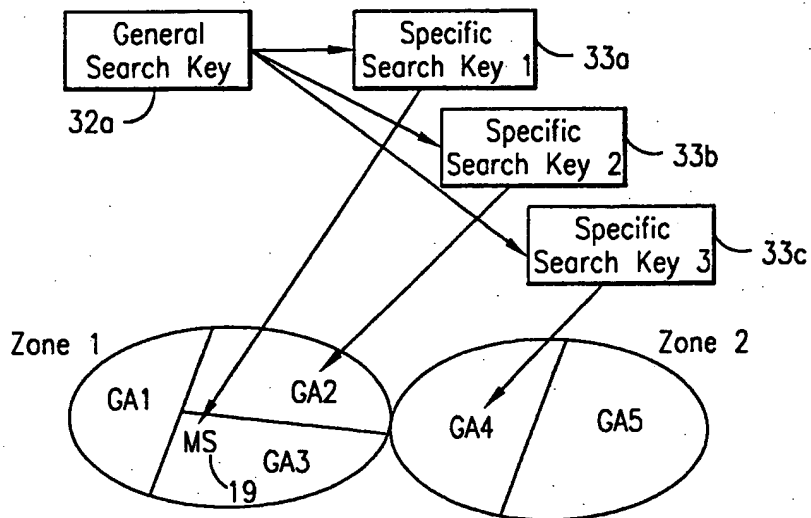 General
Search Key
32a
Specific
Search Key 1
33a
Specific
Search Key 2
33b
Specific
Search Key 3
33c
Zone 1
GA1
GA2
MS
19
GA3
Zone 2
GA4
GA5